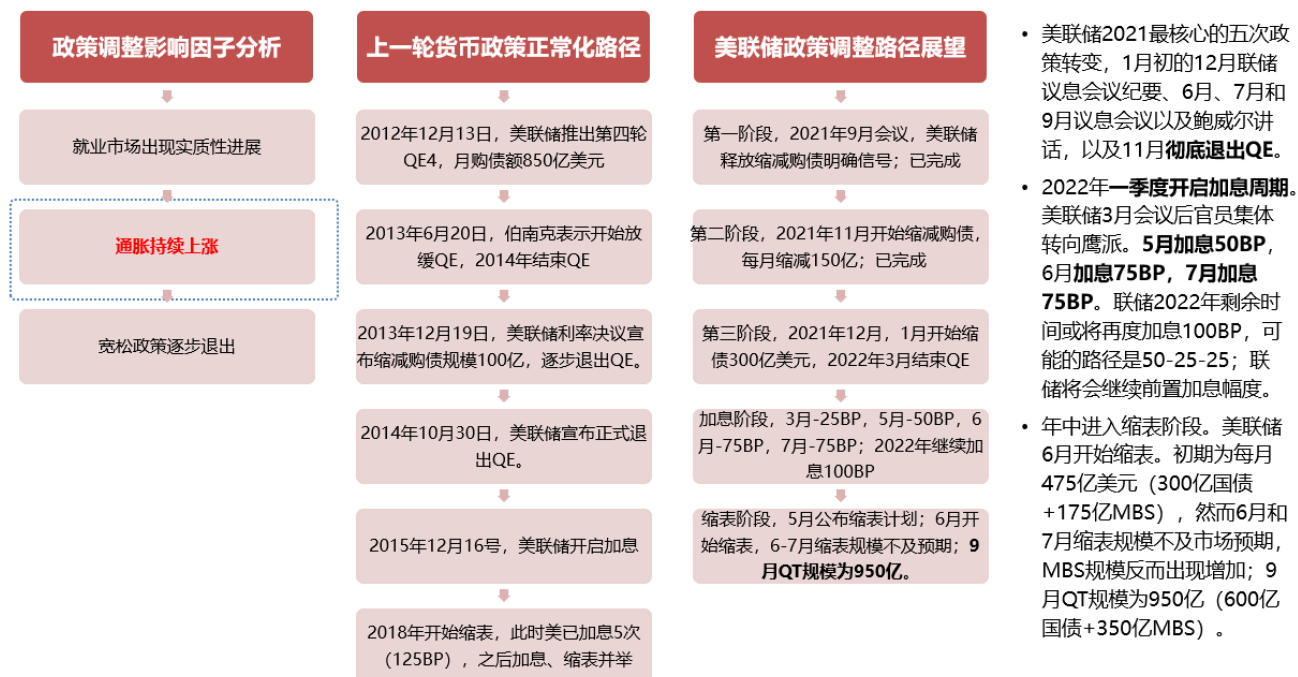 政策调整影响因子分析
就业市场出现实质性进展
通胀持续上涨
宽松政策逐步退出
上一轮货币政策正常化路径
2012年12月13日，美联储推出第四轮
QE4，月购债额850亿美元
2013年6月20日，伯南克表示开始放
缓QE，2014年结束QE
2013年12月19日，美联储利率决议宣
布缩减购债规模100亿，逐步退出QE。
2014年10月30日，美联储宣布正式退
出QE。
2015年12月16号，美联储开启加息
2018年开始缩表，此时美已加息5次
（125BP），之后加息、缩表并举
美联储政策调整路径展望
第一阶段，2021年9月会议，美联储
释放缩减购债明确信号；已完成
第二阶段，2021年11月开始缩减购债，
每月缩减150亿；已完成
第三阶段，2021年12月，1月开始缩
债300亿美元，2022年3月结束QE
加息阶段，3月-25BP，5月-50BP，6
月-75BP，7月-75BP；2022年继续加
息100BP
缩表阶段，5月公布缩表计划；6月开
始缩表，6-7月缩表规模不及预期；9
月QT规模为950亿。
• 美联储2021最核心的五次政
策转变，1月初的12月联储
议息会议纪要、6月、7月和
9月议息会议以及鲍威尔讲
话，以及11月彻底退出QE。
• 2022年一季度开启加息周期。
美联储3月会议后官员集体
转向鹰派。5月加息50BP，
6月加息75BP，7月加息
75BP。联储2022年剩余时
间或将再度加息100BP，可
能的路径是50-25-25；联
储将会继续前置加息幅度。
• 年中进入缩表阶段。美联储
6月开始缩表。初期为每月
475亿美元（300亿国债
+175亿MBS），然而6月和
7月缩表规模不及市场预期，
MBS规模反而出现增加；9
月QT规模为950亿（600亿
国债+350亿MBS）。